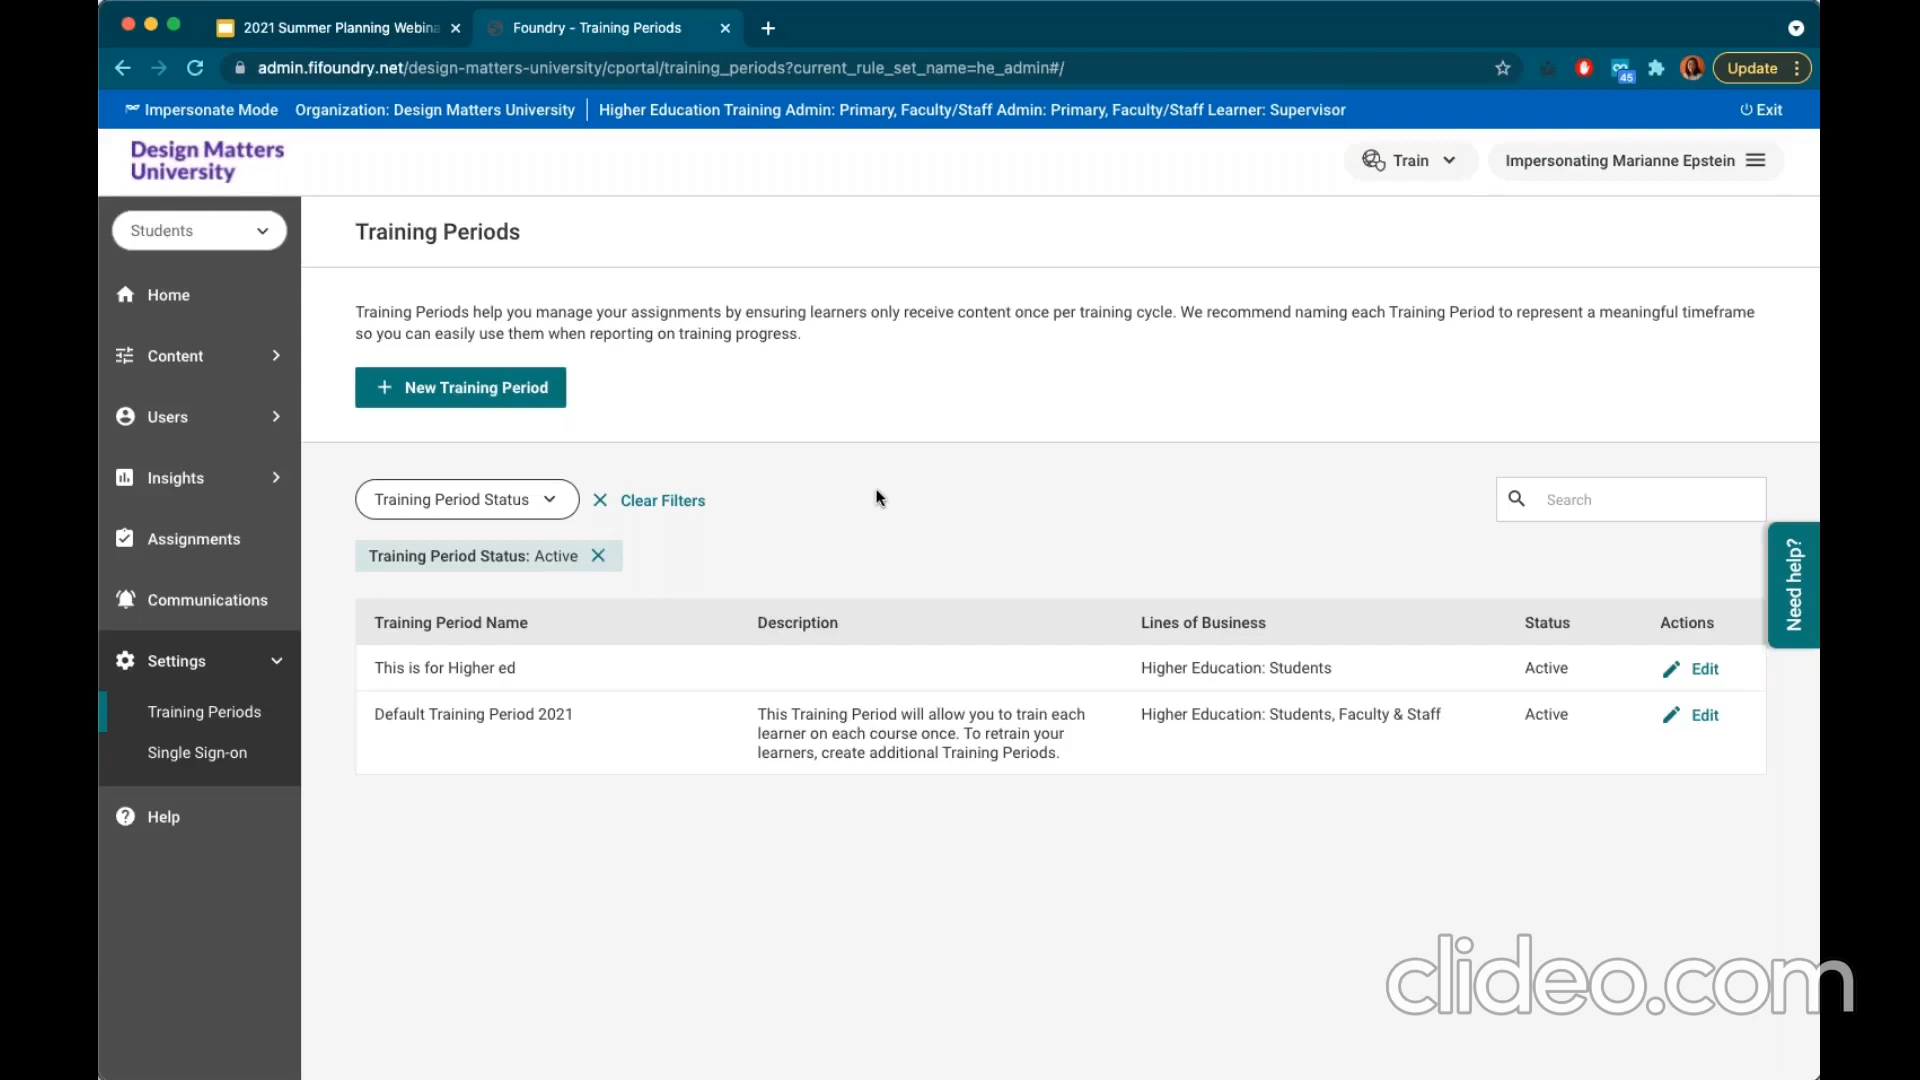 2021 Summer Planning Webina
Foundry - Training Periods
admin.fifoundry.net/design-matters-university/cportal/training_periods?current_rule_set_name=he_admin#/
45
Update
Impersonate Mode
Organization: Design Matters University
Higher Education Training Admin: Primary, Faculty/Staff Admin: Primary, Faculty/Staff Learner: Supervisor
Exit
Design Matters
University
Train
Impersonating Marianne Epstein
Students
Home
Content
Users
Insights
Assignments
Communications
Settings
Training Periods
Single Sign-on
Help
Training Periods
Training Periods help you manage your assignments by ensuring learners only receive content once per training cycle. We recommend naming each Training Period to represent a meaningful timeframe
so you can easily use them when reporting on training progress.
New Training Period
Training Period Status
Clear Filters
Search
Training Period Status: Active
Need help?
Training Period Name Description Lines of Business Status Actions
This is for Higher ed Higher Education: Students Active Edit
Default Training Period 2021 This Training Period will allow you to train each Higher Education: Students, Faculty & Staff Active Edit
learner on each course once. To retrain your
learners, create additional Training Periods.
clideo.com